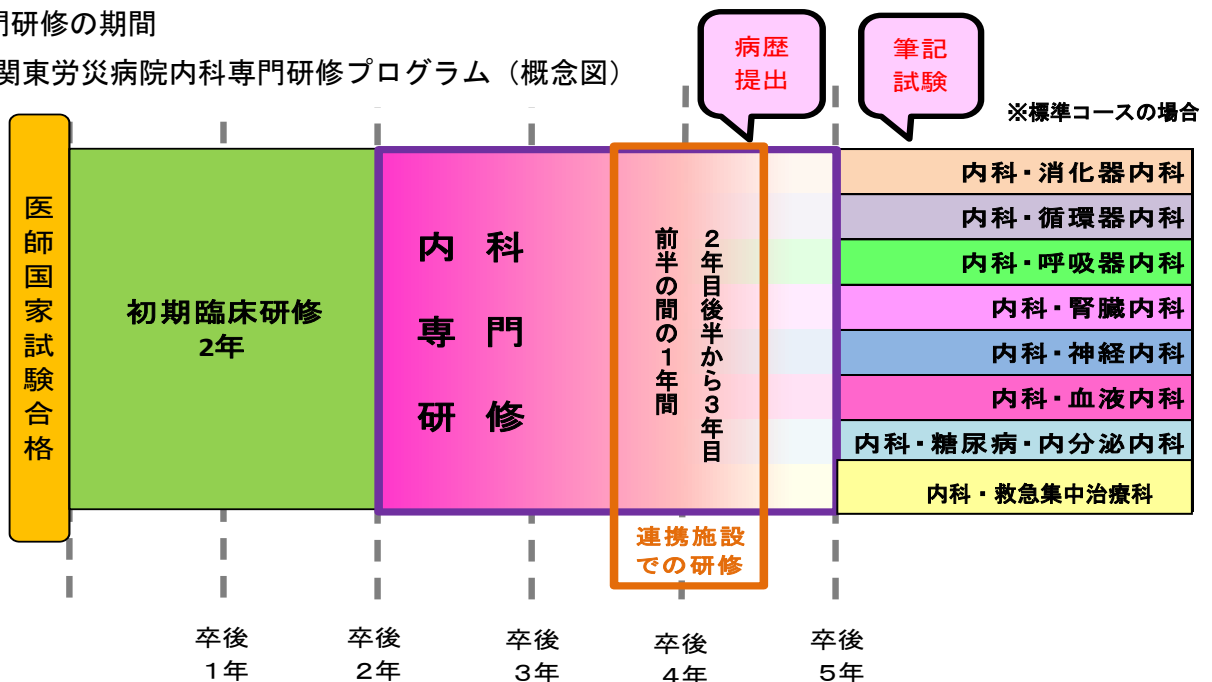 門研修の期間
関東労災病院内科専門研修プログラム（概念図）
病歴
提出
筆記
試験
※標準コースの場合
医師国家試験合格
初期臨床研修
2年
内科
専門
研修
２年目後半から３年目
前半の間の１年間
連携施設
での研修
内科・消化器内科
内科・循環器内科
内科・呼吸器内科
内科・腎臓内科
内科・神経内科
内科・血液内科
内科・糖尿病・内分泌内科
内科・救急集中治療科
卒後
１年
卒後
２年
卒後
３年
卒後
４年
卒後
５年